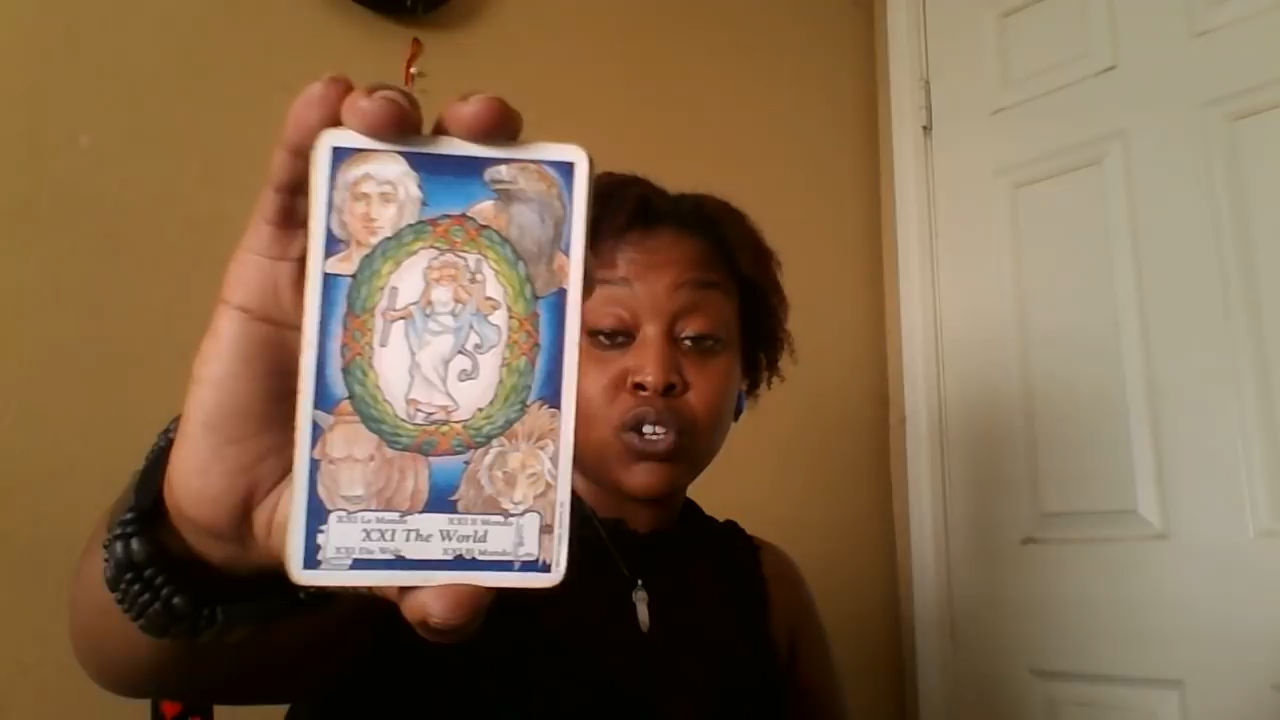 XXI Le Monde XXI Il Mondo
XXI The World
XXI Die Welt XXI El Mundo